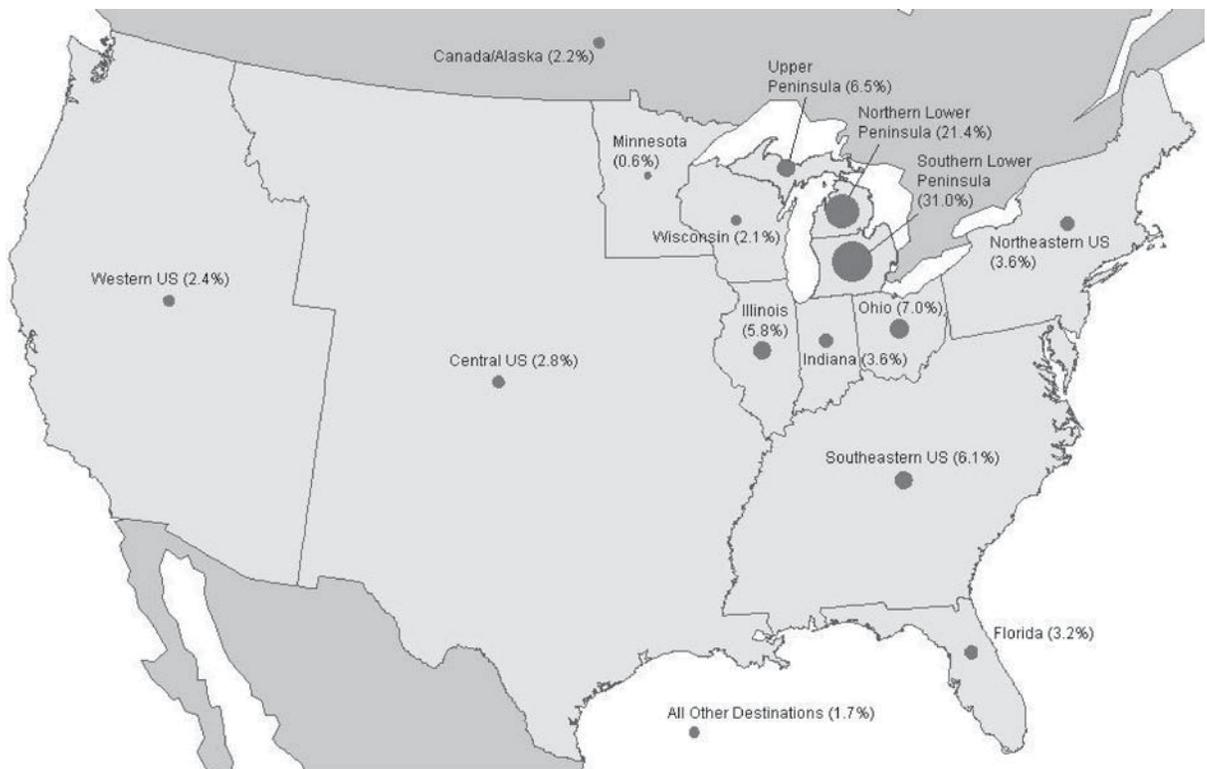 Canada/Alaska (2.2%)
Upper
Peninsula (6.5%)
Northern Lower
Peninsula (21.4%)
Minnesota
(0.6%)
Southern Lower
Peninsula
(31.0%)
Wisconsin (2.1%)
Northeastern US
(3.6%)
Western US (2.4%)
Illinois
(5.8%)
Ohio (7.0%)
Central US (2.8%)
Indiana (3.6%)
Southeastern US (6.1%)
Florida (3.2%)
All Other Destinations (1.7%)